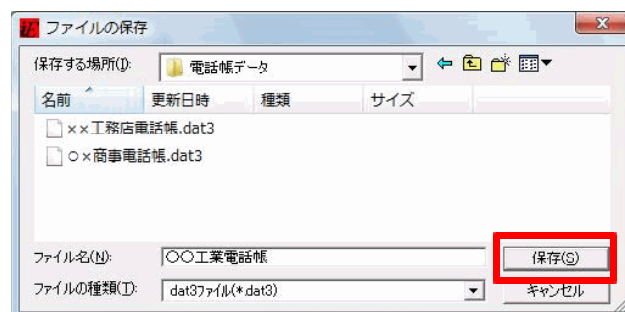 ファイルの保存
保存する場所(I): 電話帳データ
名前 更新日時 種類 サイズ
××工務店電話帳.dat3
○×商事電話帳.dat3
ファイル名(N): 〇〇工業電話帳 保存(S)
ファイルの種類(T): dat3ファイル(*.dat3) キャンセル